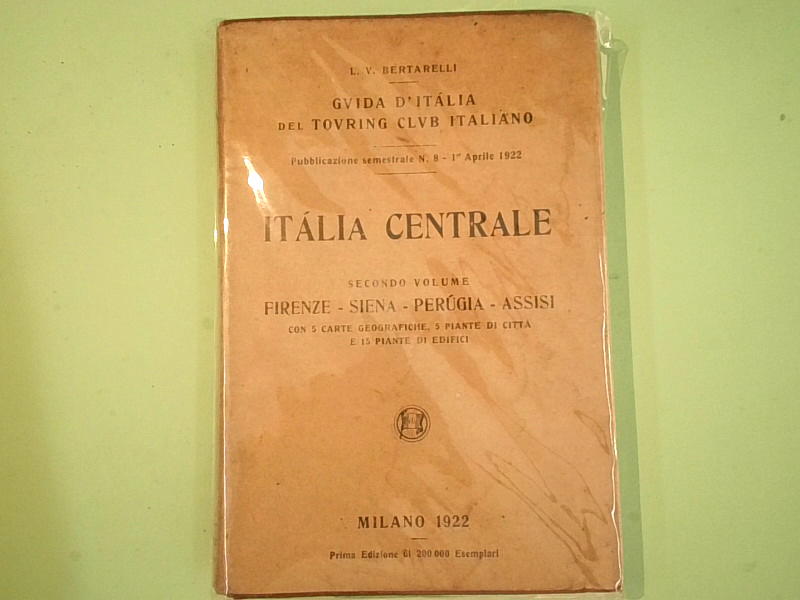 L. V. BERTARELLI
GVIDA D'ITÁLIA
DEL TOVRING CLVB ITALIANO
Pubblicazione semestrale N. 8 - 1° Aprile 1922
ITÁLIA CENTRALE
SECONDO VOLUME
FIRENZE - SIENA - PERÚGIA - ASSISI
CON 5 CARTE GEOGRAFICHE, 5 PIANTE DI CITTÀ
E 15 PIANTE DI EDIFICI
MILANO 1922
Prima Edizione di 200 000 Esemplari